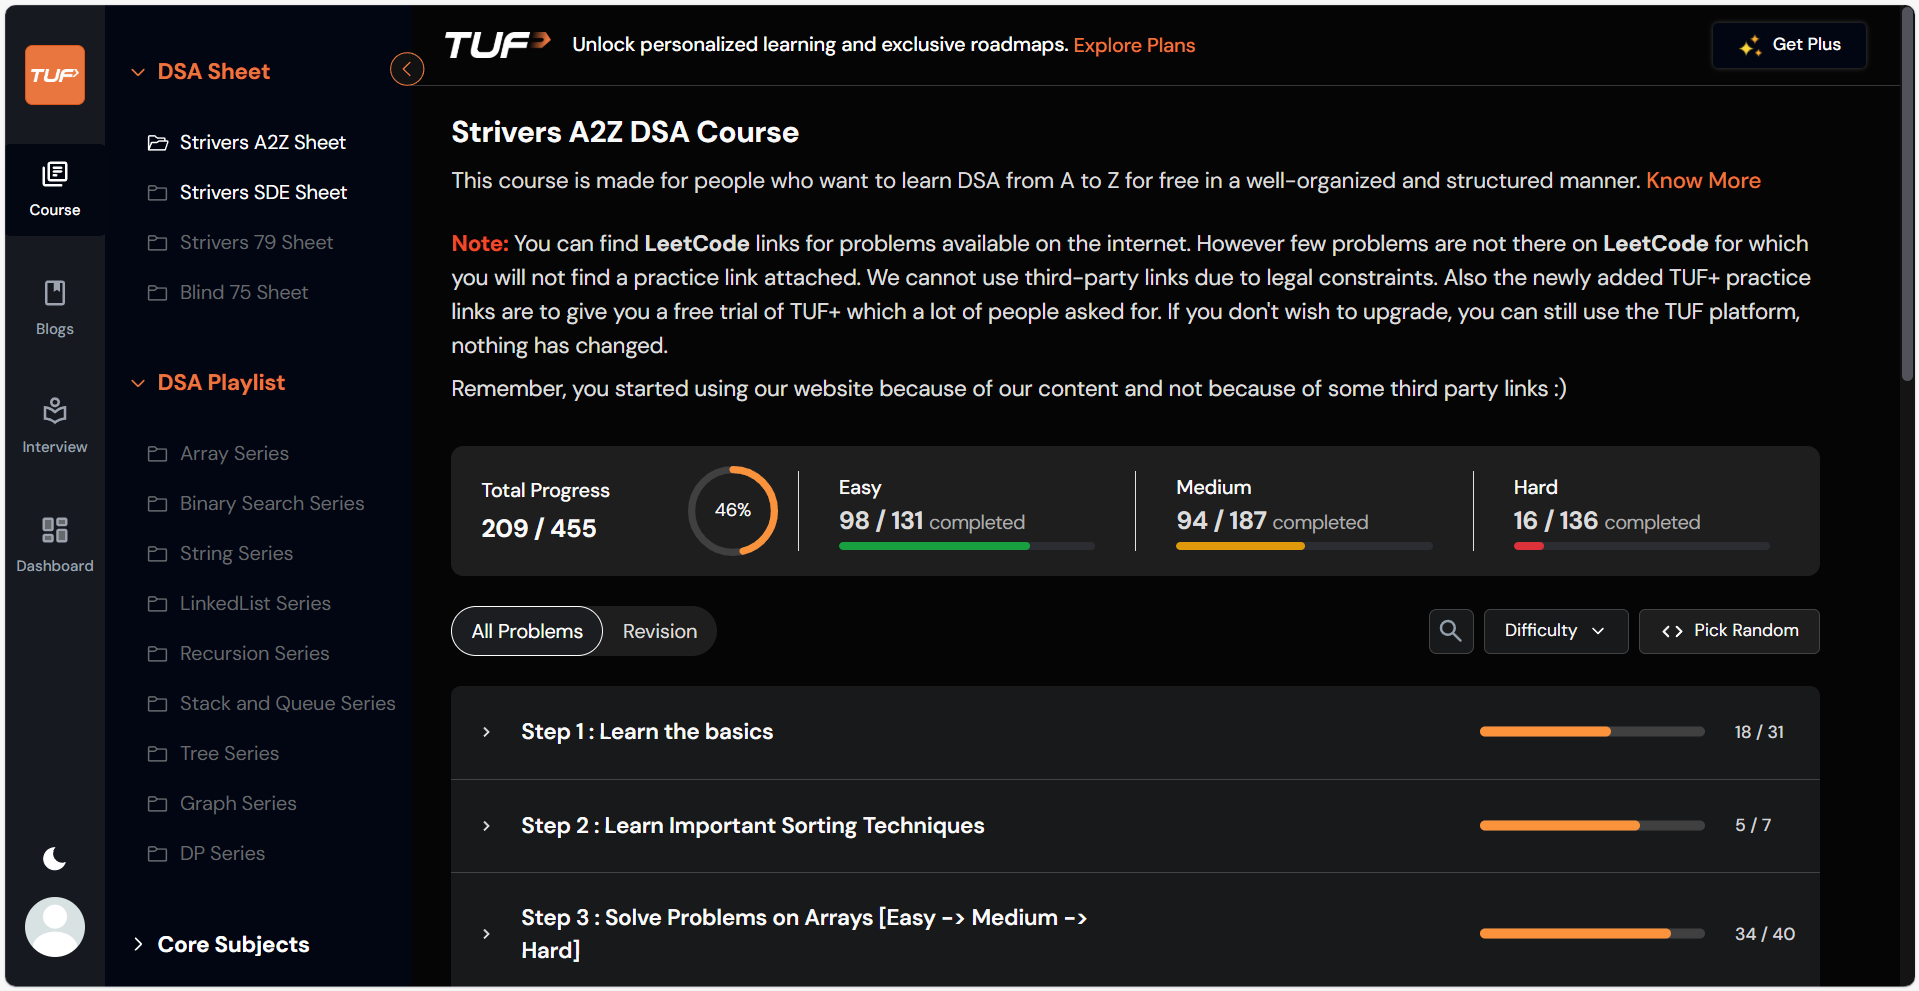 TUF
Course
Blogs
Interview
Dashboard
DSA Sheet
Strivers A2Z Sheet
Strivers SDE Sheet
Strivers 79 Sheet
Blind 75 Sheet
DSA Playlist
Array Series
Binary Search Series
String Series
LinkedList Series
Recursion Series
Stack and Queue Series
Tree Series
Graph Series
DP Series
Core Subjects
TUF Unlock personalized learning and exclusive roadmaps. Explore Plans
Get Plus
Strivers A2Z DSA Course
This course is made for people who want to learn DSA from A to Z for free in a well-organized and structured manner. Know More
Note: You can find LeetCode links for problems available on the internet. However few problems are not there on LeetCode for which
you will not find a practice link attached. We cannot use third-party links due to legal constraints. Also the newly added TUF+ practice
links are to give you a free trial of TUF+ which a lot of people asked for. If you don't wish to upgrade, you can still use the TUF platform,
nothing has changed.
Remember, you started using our website because of our content and not because of some third party links :)
Total Progress
209 / 455
46%
Easy
98 / 131 completed
Medium
94 / 187 completed
Hard
16 / 136 completed
All Problems
Revision
Difficulty
Pick Random
Step 1 : Learn the basics
18 / 31
Step 2 : Learn Important Sorting Techniques
5 / 7
Step 3 : Solve Problems on Arrays [Easy -> Medium ->
Hard]
34 / 40